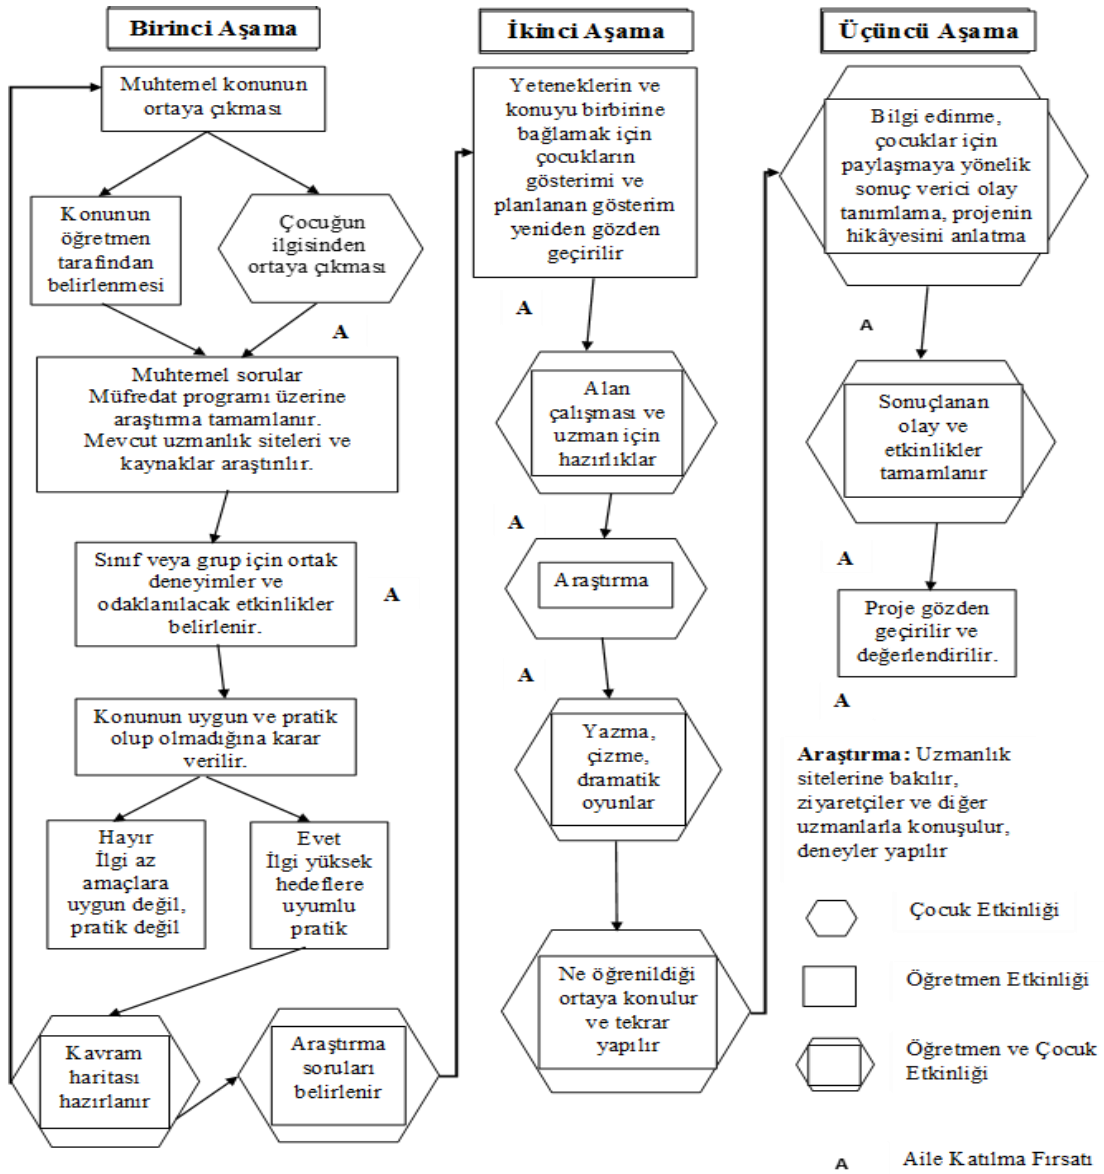 Birinci Aşama
Muhtemel konunun
ortaya çıkması
Konunun
öğretmen
tarafından
belirlenmesi
Çocuğun
ilgisinden
ortaya çıkması
A
Muhtemel sorular
Müfredat programı üzerine
araştırma tamamlanır.
Mevcut uzmanlık siteleri ve
kaynaklar araştırılır.
Sınıf veya grup için ortak
deneyimler ve
odaklanılacak etkinlikler
belirlenir.
A
Konunun uygun ve pratik
olup olmadığına karar
verilir.
Hayır
İlgi az
amaçlara
uygun değil,
pratik değil
Evet
İlgi yüksek
hedeflere
uyumlu
pratik
Kavram
haritası
hazırlanır
Araştırma
soruları
belirlenir
İkinci Aşama
Yeteneklerin ve
konuyu birbirine
bağlamak için
çocukların
gösterimi ve
planlanan gösterim
yeniden gözden
geçirilir
A
Alan
çalışması ve
uzman için
hazırlıklar
A
Araştırma
A
Yazma,
çizme,
dramatik
oyunlar
Ne öğrenildiği
ortaya konulur
ve tekrar
yapılır
Üçüncü Aşama
Bilgi edinme,
çocuklar için
paylaşmaya yönelik
sonuç verici olay
tanımlama, projenin
hikâyesini anlatma
A
Sonuçlanan
olay ve
etkinlikler
tamamlanır
A
Proje gözden
geçirilir ve
değerlendirilir.
A
Araştırma: Uzmanlık
sitelerine bakılır,
ziyaretçiler ve diğer
uzmanlarla konuşulur,
deneyler yapılır
Çocuk Etkinliği
Öğretmen Etkinliği
Öğretmen ve Çocuk
Etkinliği
A Aile Katılma Fırsatı